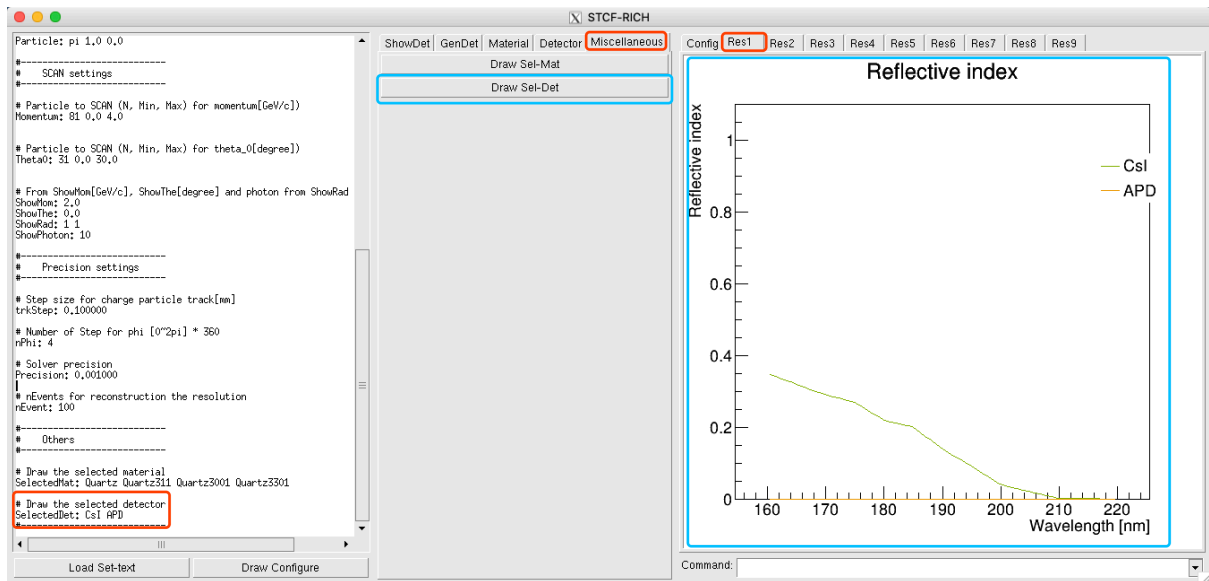 STCF-RICH
Particle: pi 1.0 0.0
#---------------------------
#    SCAN settings
#---------------------------
# Particle to SCAN (N, Min, Max) for momentum[GeV/c])
Momentum: 81 0.0 4.0
# Particle to SCAN (N, Min, Max) for theta_0[degree])
Theta0: 31 0.0 30.0
# From ShowMom[GeV/c], ShowThe[degree] and photon from ShowRad
ShowMom: 2.0
ShowThe: 0.0
ShowRad: 1 1
ShowPhoton: 10
#---------------------------
#    Precision settings
#---------------------------
# Step size for charge particle track[mm]
trkStep: 0.100000
# Number of Step for phi [0~2pi] * 360
nPhi: 4
# Solver precision
Precision: 0.001000
# nEvents for reconstruction the resolution
nEvent: 100
#---------------------------
#    Others
#---------------------------
# Draw the selected material
SelectedMat: Quartz Quartz311 Quartz3001 Quartz3301
# Draw the selected detector
SelectedDet: CsI APD
#---------------------------
Load Set-text
Draw Configure
ShowDet GenDet Material Detector Miscellaneous
Draw Sel-Mat
Draw Sel-Det
Config Res1 Res2 Res3 Res4 Res5 Res6 Res7 Res8 Res9
Reflective index
Reflective index
1
0.8
0.6
0.4
0.2
0
CsI
APD
160 170 180 190 200 210 220
Wavelength [nm]
Command: